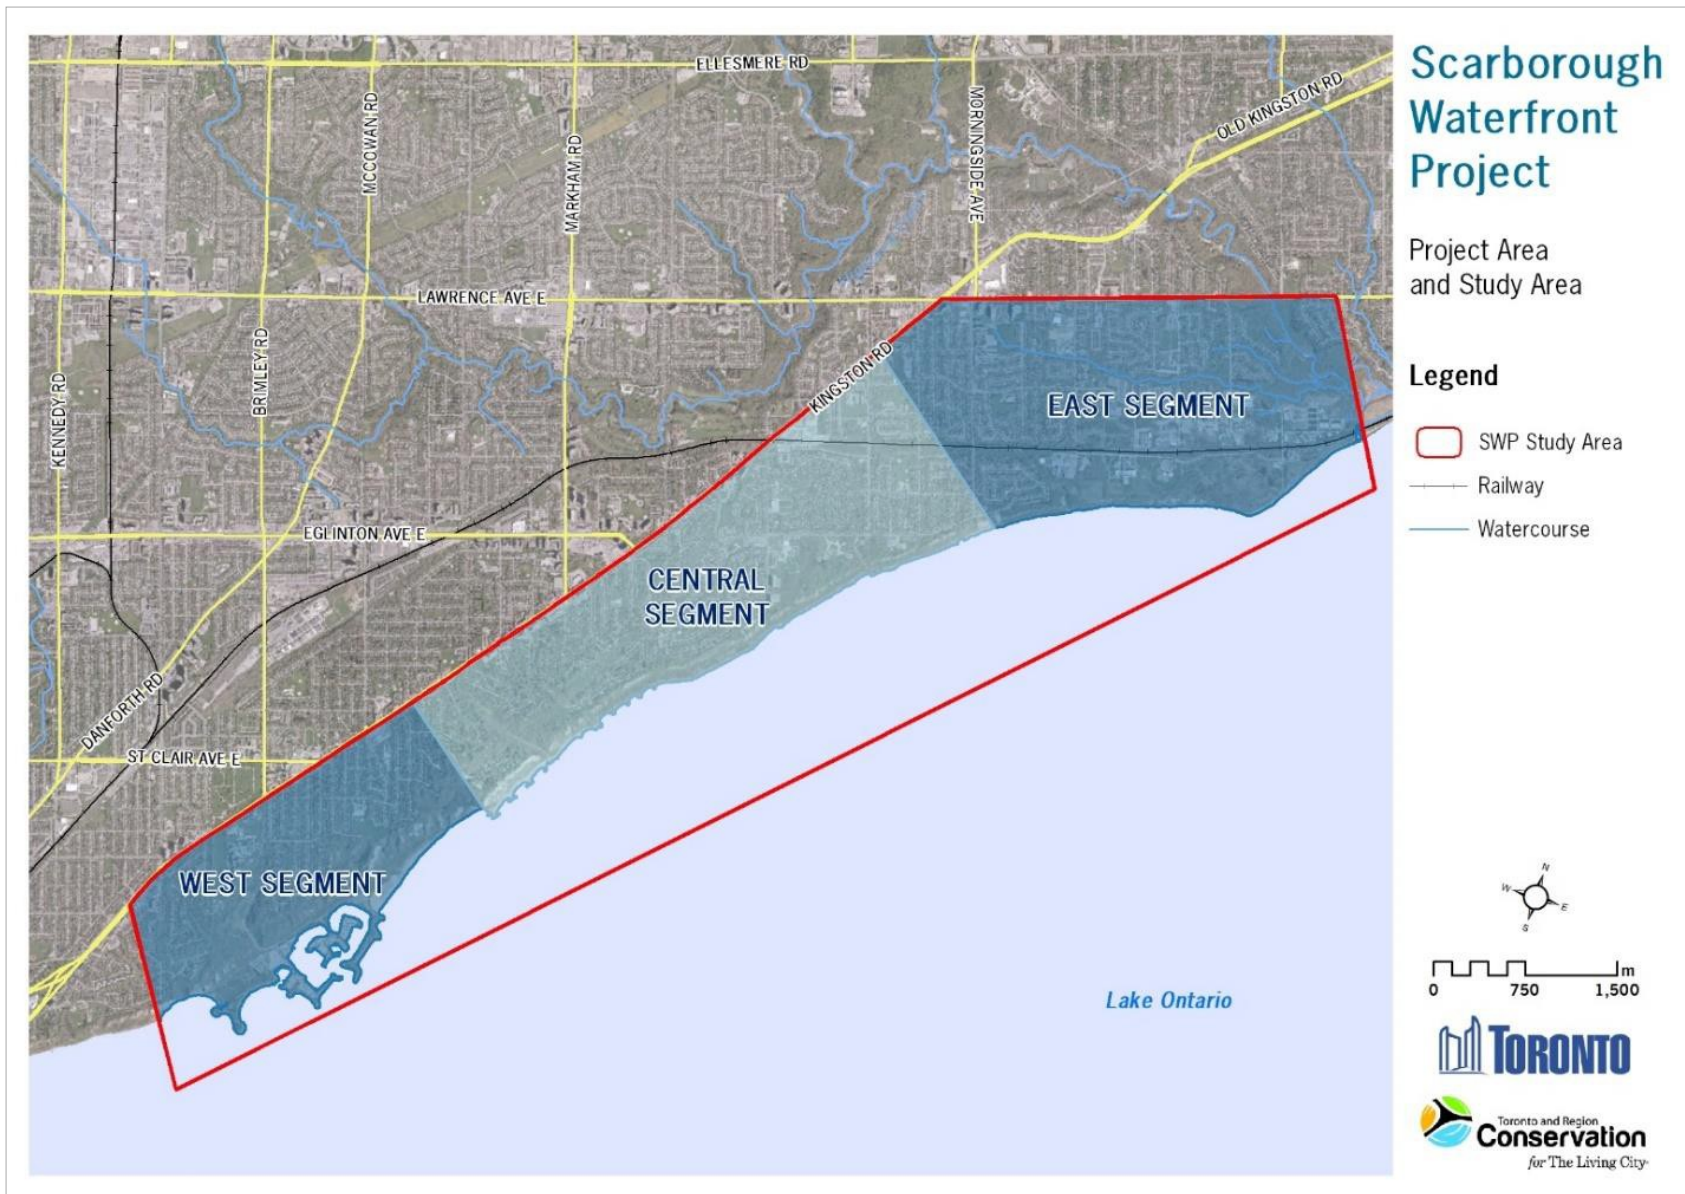 Scarborough
Waterfront
Project
Project Area
and Study Area
Legend
SWP Study Area
Railway
Watercourse
ELLESMERE RD
OLD KINGSTON RD
MCCOWAN RD
MARKHAM RD
MORNINGSIDE AVE
LAWRENCE AVE E
KENNEDY RD
BRIMLEY RD
KINGSTON RD
EAST SEGMENT
EGLINTON AVE E
CENTRAL
SEGMENT
DANFORTH RD
ST CLAIR AVE E
WEST SEGMENT
Lake Ontario
N
W
E
S
m
0 750 1,500
TORONTO
Toronto and Region
Conservation
for The Living City